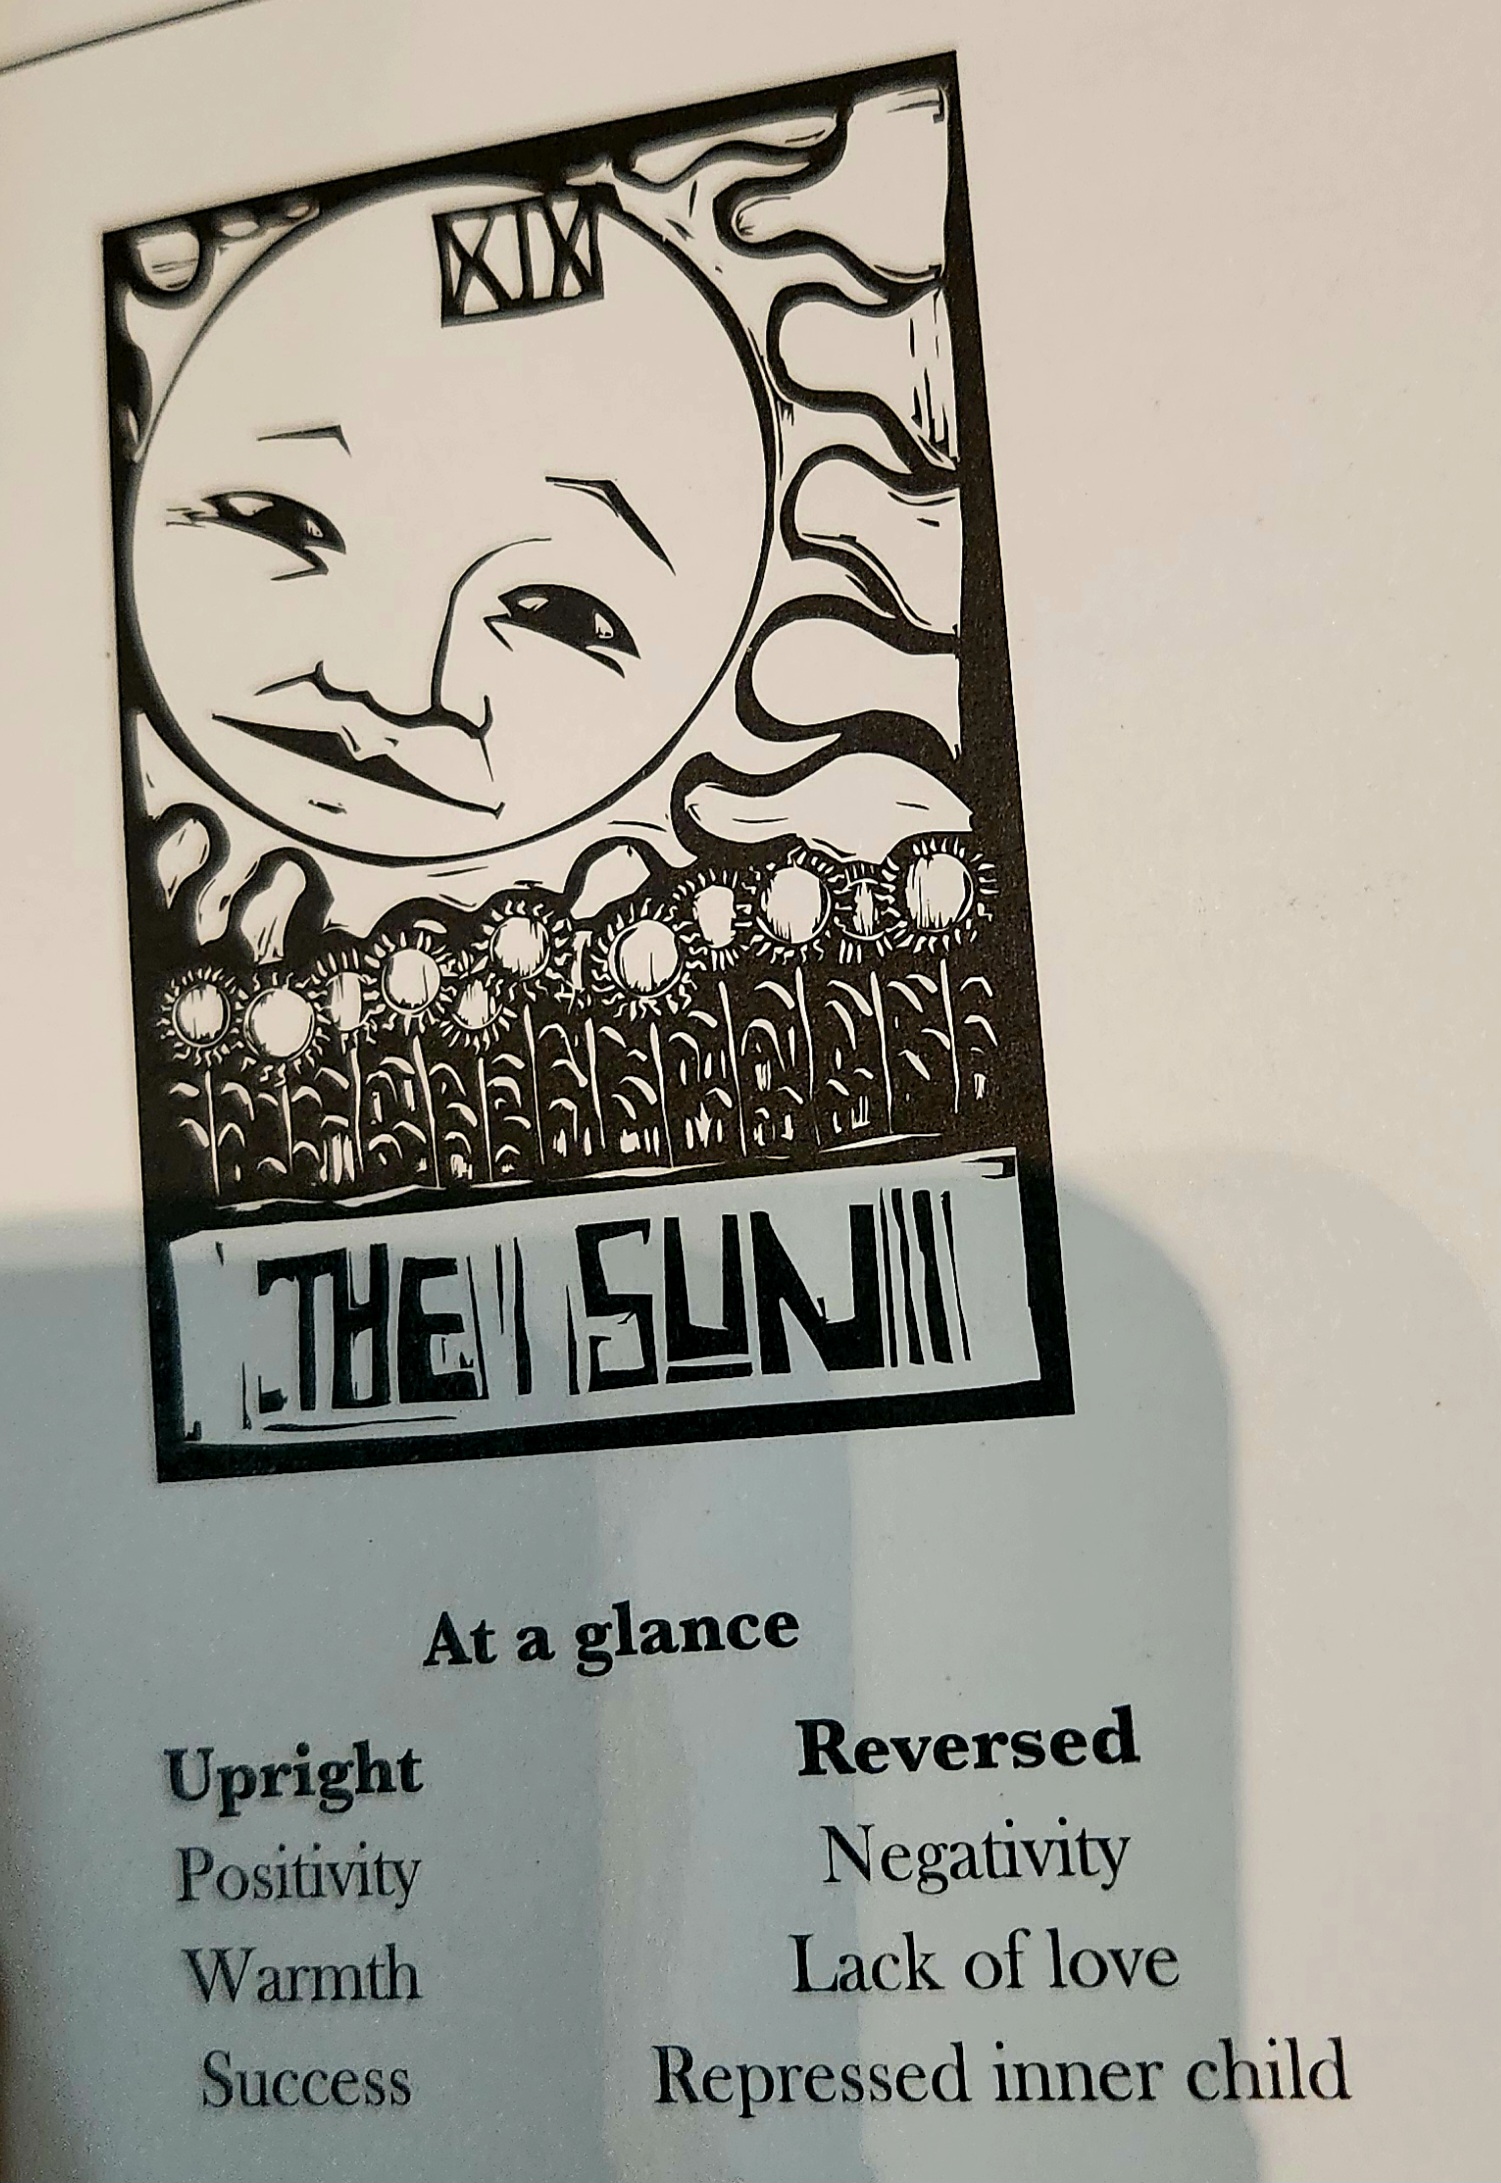 XIX
THE SUN
At a glance
Upright
Positivity
Warmth
Success
Reversed
Negativity
Lack of love
Repressed inner child